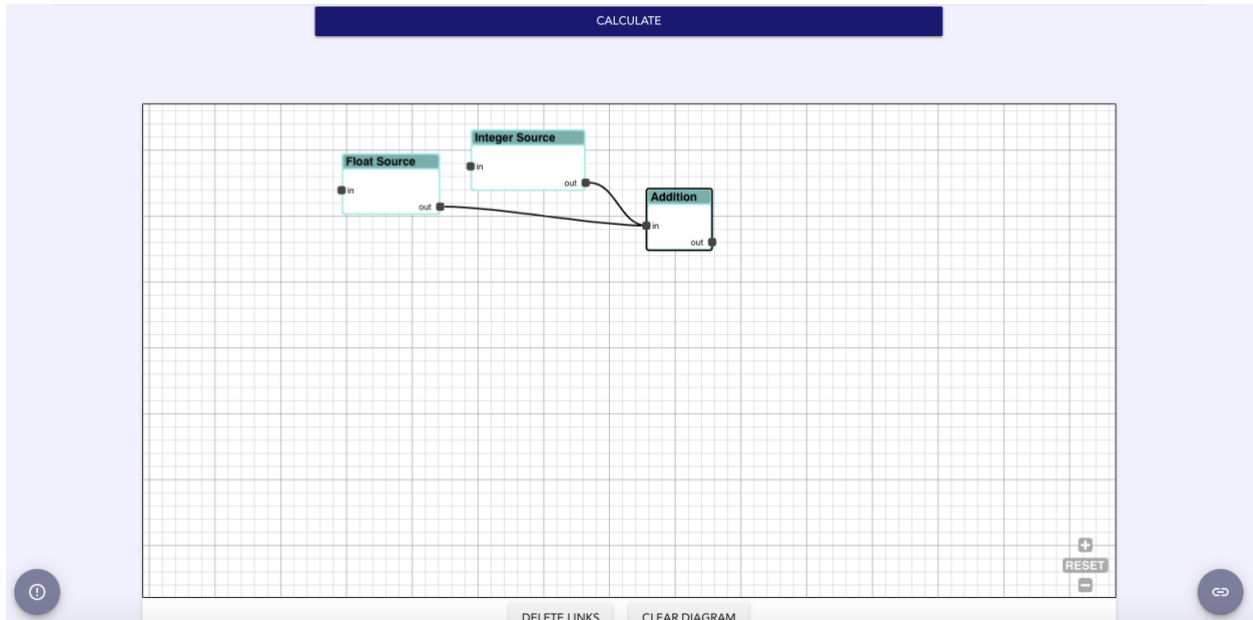 CALCULATE
Integer Source
in
out
Float Source
in
out
Addition
in
out
RESET
DELETE LINKS
CLEAR DIAGRAM